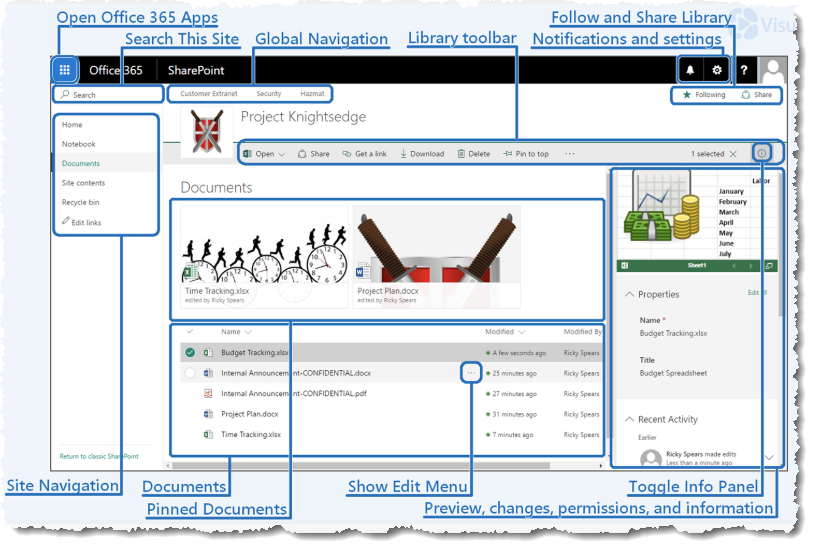 Open Office 365 Apps
Follow and Share Library
Visu
Search This Site
Global Navigation
Library toolbar
Notifications and settings
Office 365
SharePoint
?
Search
Customer Extranet
Security
Hazmat
Following
Share
Project Knightsedge
Home
Notebook
Documents
Site contents
Recycle bin
Edit links
Open
Share
Get a link
Download
Delete
Pin to top
...
1 selected
Documents
Labor
January
February
March
April
May
June
July
Sheet1
Time Tracking.xlsx
edited by Ricky Spears
Project Plan.docx
edited by Ricky Spears
Properties
Edit All
Name *
Budget Tracking.xlsx
Title
Budget Spreadsheet
Name
Modified
Modified By
Budget Tracking.xlsx
A few seconds ago
Ricky Spears
Internal Announcement-CONFIDENTIAL.docx
...
25 minutes ago
Ricky Spears
Internal Announcement-CONFIDENTIAL.pdf
27 minutes ago
Ricky Spears
Project Plan.docx
31 minutes ago
Ricky Spears
Time Tracking.xlsx
7 minutes ago
Ricky Spears
Recent Activity
Earlier
Ricky Spears made edits
Less than a minute ago
Return to classic SharePoint
Site Navigation
Documents
Show Edit Menu
Toggle Info Panel
Pinned Documents
Preview, changes, permissions, and information